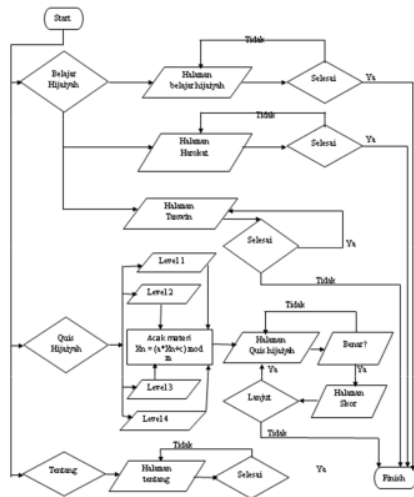 Start
Tidak
Belajar
Hijaiyah
Halaman
belajar hijaiyah
Selesai
Ya
Tidak
Halaman
Harokat
Selesai
Ya
Halaman
Tanwin
Selesai
Ya
Tidak
Level 1
Level 2
Quis
Hijaiyah
Acak materi
Xn = (a*Xn+c) mod
m
Level 3
Level 4
Tidak
Halaman
Quis hijaiyah
Benar?
Ya
Ya
Lanjut
Halaman
Skor
Tidak
Tidak
Tentang
Halaman
tentang
Selesai
Ya
Finish